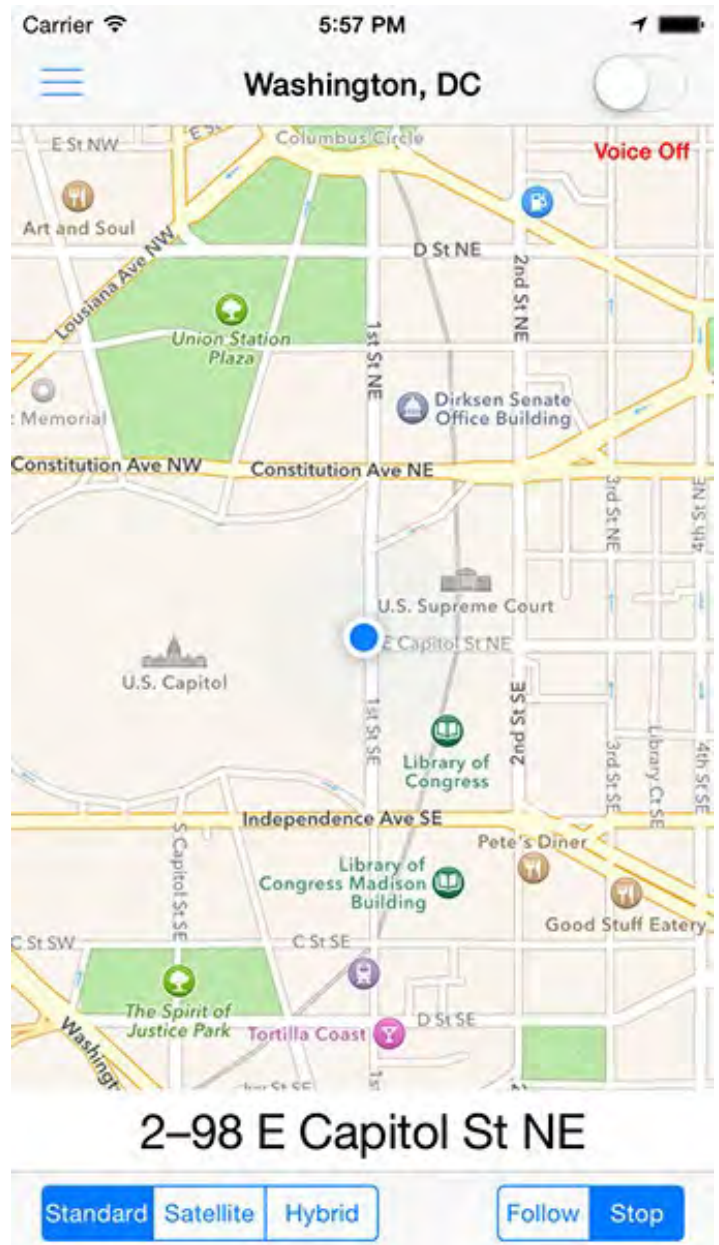 Carrier
5:57 PM
Washington, DC
Voice Off
E St NW
Columbus Circle
Art and Soul
D St NE
2nd St NE
Lousiana Ave NW
Union Station
Plaza
1st St NE
Dirksen Senate
Office Building
Memorial
Constitution Ave NW
Constitution Ave NE
3rd St NE
4th St NE
U.S. Supreme Court
E Capitol St NE
U.S. Capitol
1st St SE
2nd St SE
Library of
Congress
3rd St SE
Library Ct SE
4th St SE
Independence Ave SE
S Capitol St SE
Pete's Diner
Library of
Congress Madison
Building
Good Stuff Eatery
C St SW
C St SE
The Spirit of
Justice Park
Tortilla Coast
D St SE
Washingt
1st
2–98 E Capitol St NE
Standard
Satellite
Hybrid
Follow
Stop